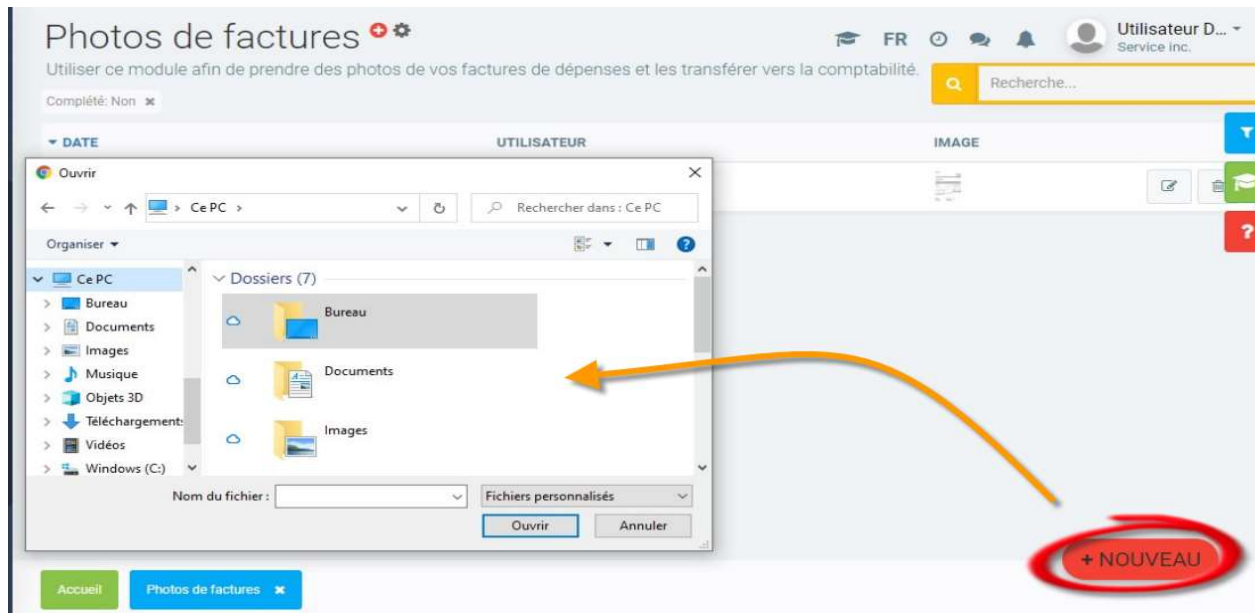 Photos de factures
FR
Utilisateur D...
Service inc.
Utiliser ce module afin de prendre des photos de vos factures de dépenses et les transférer vers la comptabilité.
Recherche...
Complété: Non ×
DATE
UTILISATEUR
IMAGE
Ouvrir
Ce PC
Rechercher dans : Ce PC
Organiser
Ce PC
Bureau
Documents
Images
Musique
Objets 3D
Téléchargement
Vidéos
Windows (C:)
Dossiers (7)
Bureau
Documents
Images
Nom du fichier :
Fichiers personnalisés
Ouvrir
Annuler
+ NOUVEAU
Accueil
Photos de factures ×